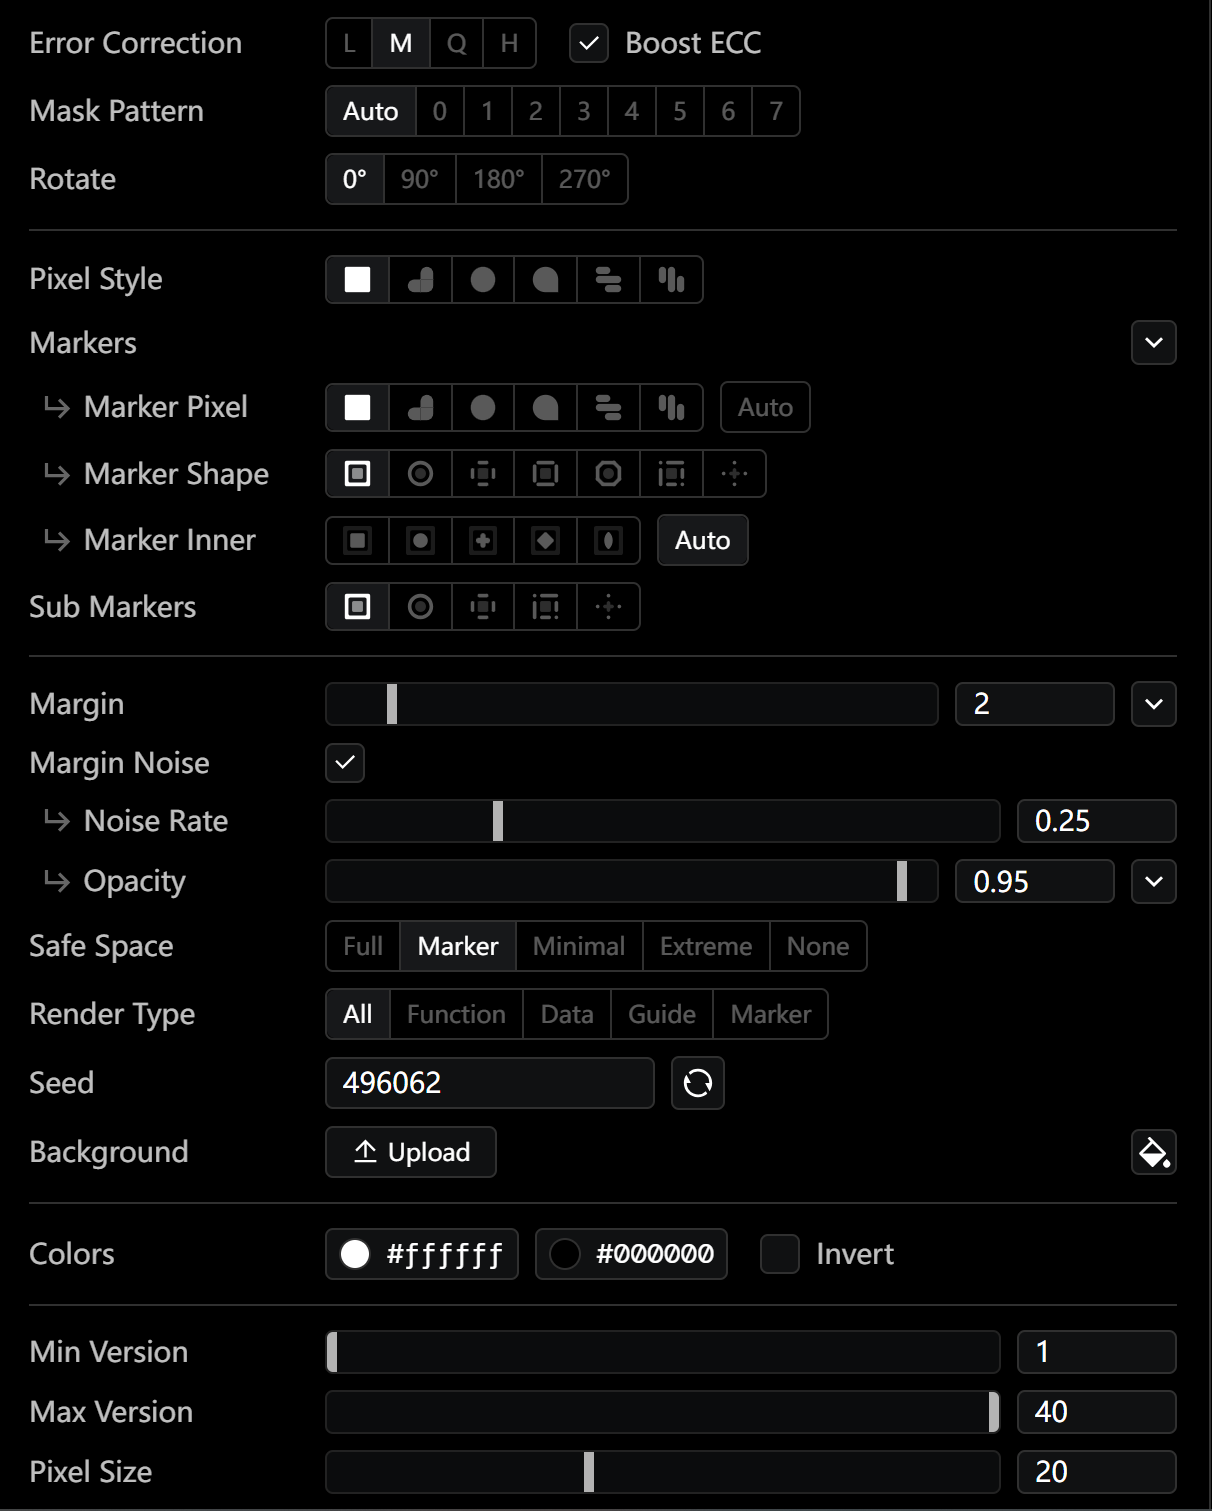 Error Correction L M Q H Boost ECC
Mask Pattern Auto 0 1 2 3 4 5 6 7
Rotate 0° 90° 180° 270°
Pixel Style
Markers
Marker Pixel Auto
Marker Shape
Marker Inner Auto
Sub Markers
Margin 2
Margin Noise
Noise Rate 0.25
Opacity 0.95
Safe Space Full Marker Minimal Extreme None
Render Type All Function Data Guide Marker
Seed 496062
Background Upload
Colors #ffffff #000000 Invert
Min Version 1
Max Version 40
Pixel Size 20